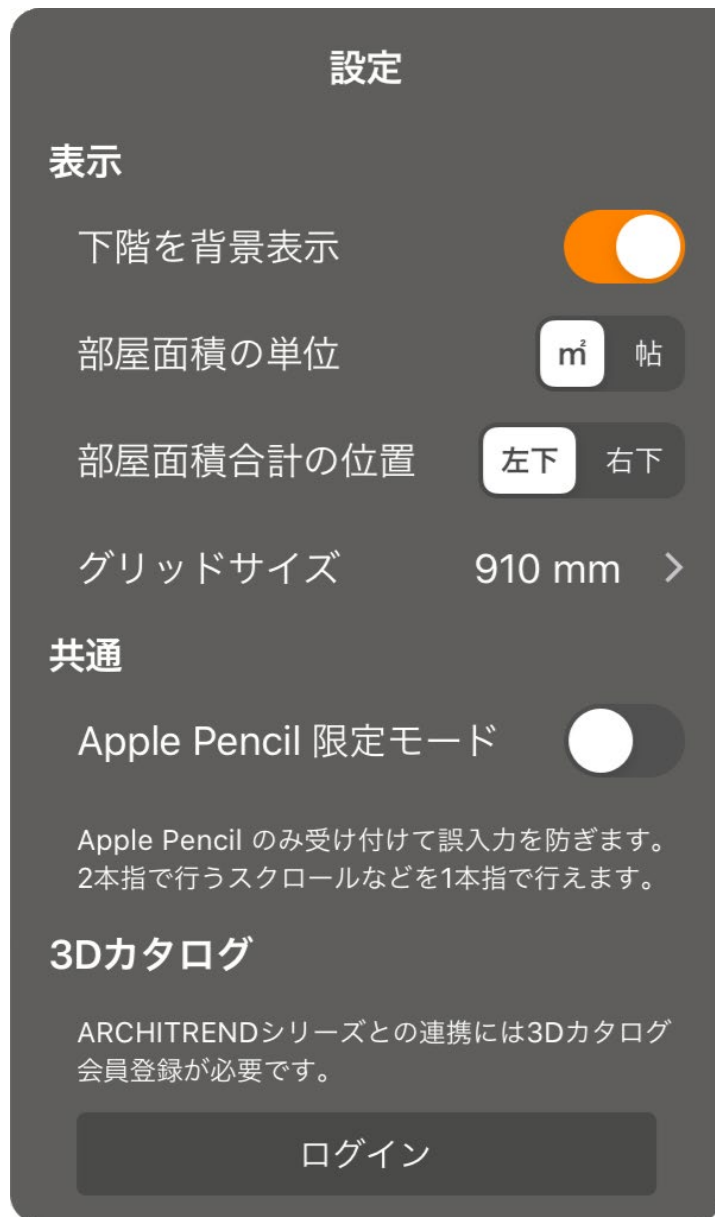 設定
表示
下階を背景表示
部屋面積の単位 ㎡ 帖
部屋面積合計の位置 左下 右下
グリッドサイズ 910 mm >
共通
Apple Pencil 限定モード
Apple Pencil のみ受け付けて誤入力を防ぎます。
2本指で行うスクロールなどを1本指で行えます。
3Dカタログ
ARCHITRENDシリーズとの連携には3Dカタログ
会員登録が必要です。
ログイン